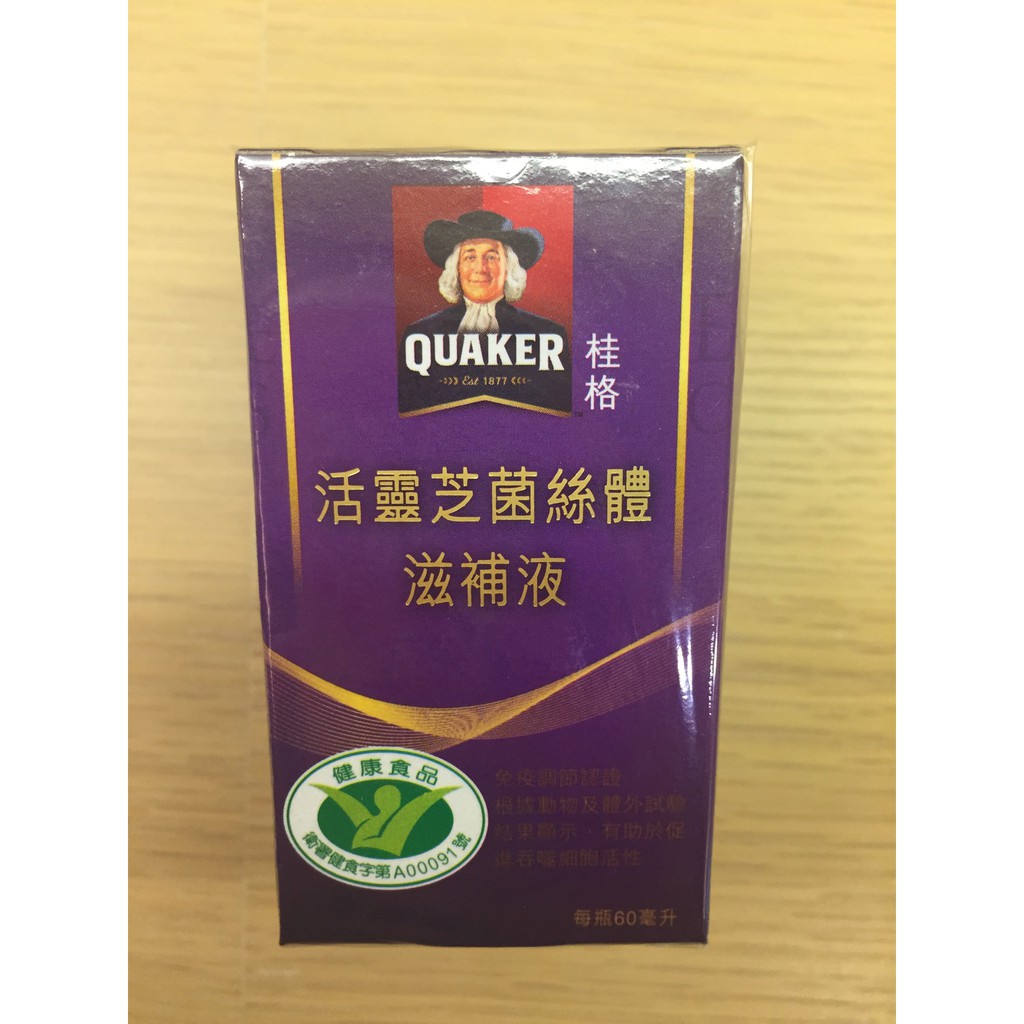 QUAKER
Est 1877
桂格
活靈芝菌絲體
滋補液
健康食品
衛署健食字第A00091號
免疫調節認證
根據動物及體外試驗
結果顯示，有助於促
進吞噬細胞活性
每瓶60毫升